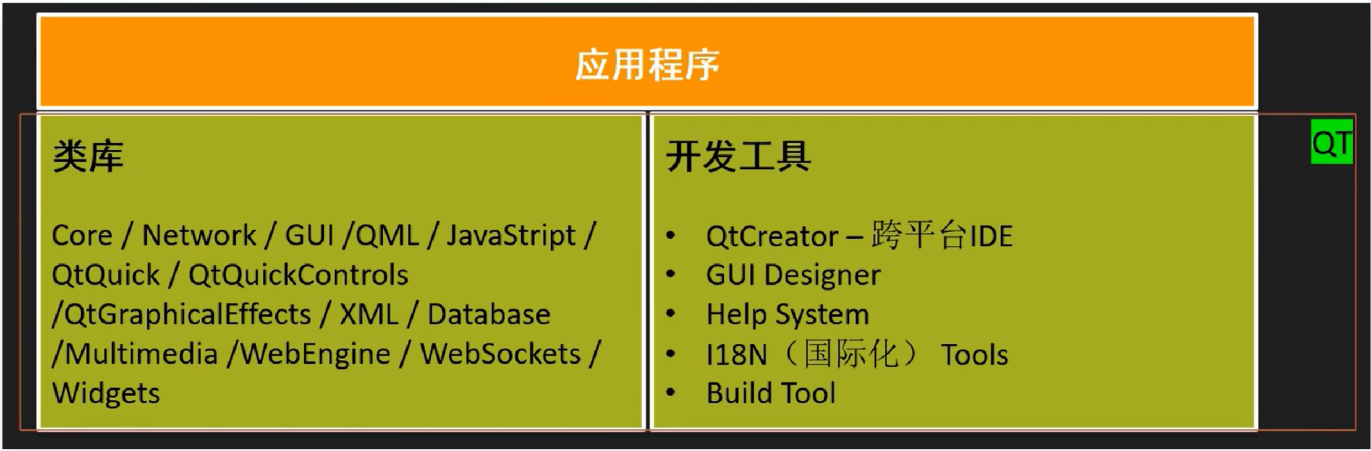 应用程序
类库
Core / Network / GUI /QML / JavaStript /
QtQuick / QtQuickControls
/QtGraphicalEffects / XML / Database
/Multimedia /WebEngine / WebSockets /
Widgets
开发工具
• QtCreator – 跨平台IDE
• GUI Designer
• Help System
• I18N（国际化） Tools
• Build Tool
QT